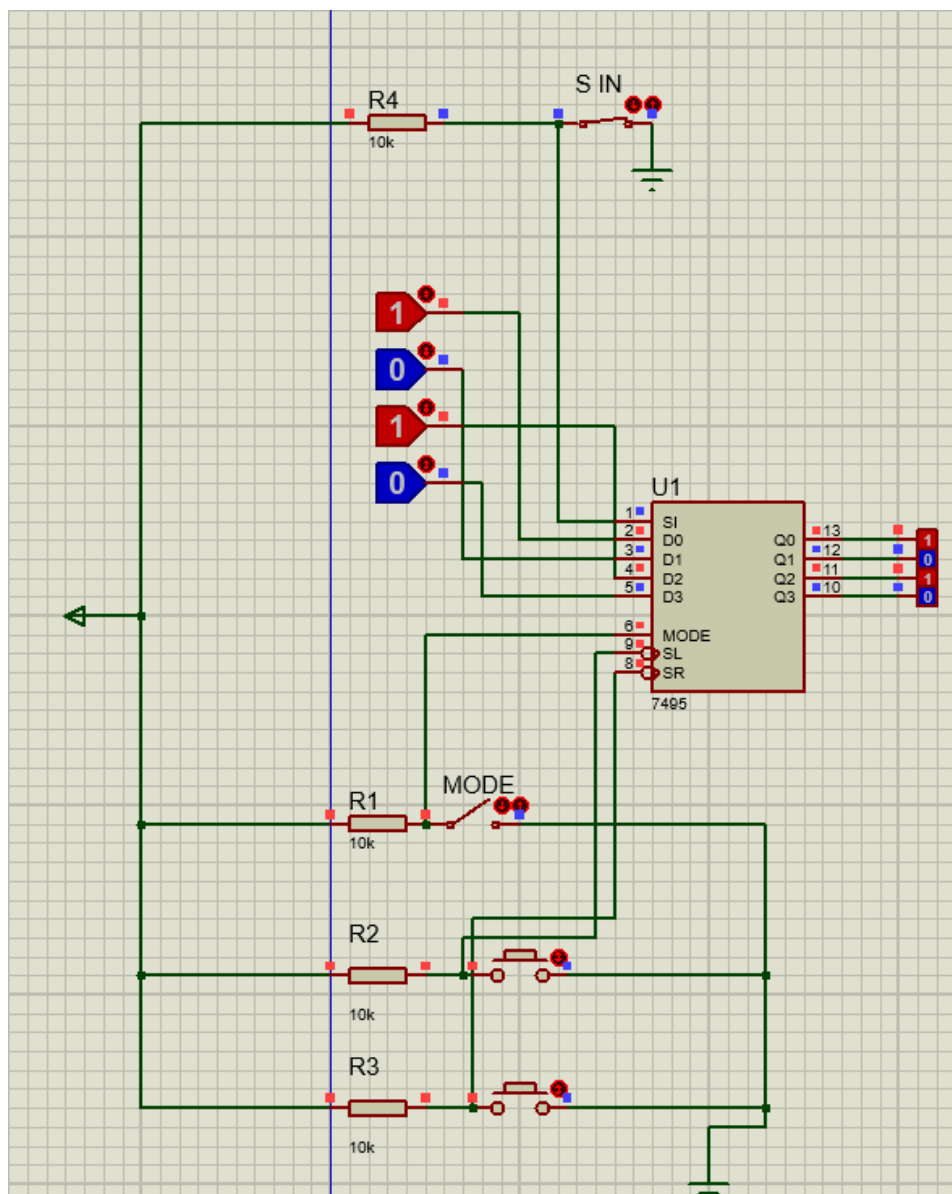 S IN
R4
10k
1
0
1
0
U1
1 SI
2 D0 Q0 13 1
3 D1 Q1 12 0
4 D2 Q2 11 1
5 D3 Q3 10 0
6 MODE
9 SL
8 SR
7495
MODE
R1
10k
R2
10k
R3
10k